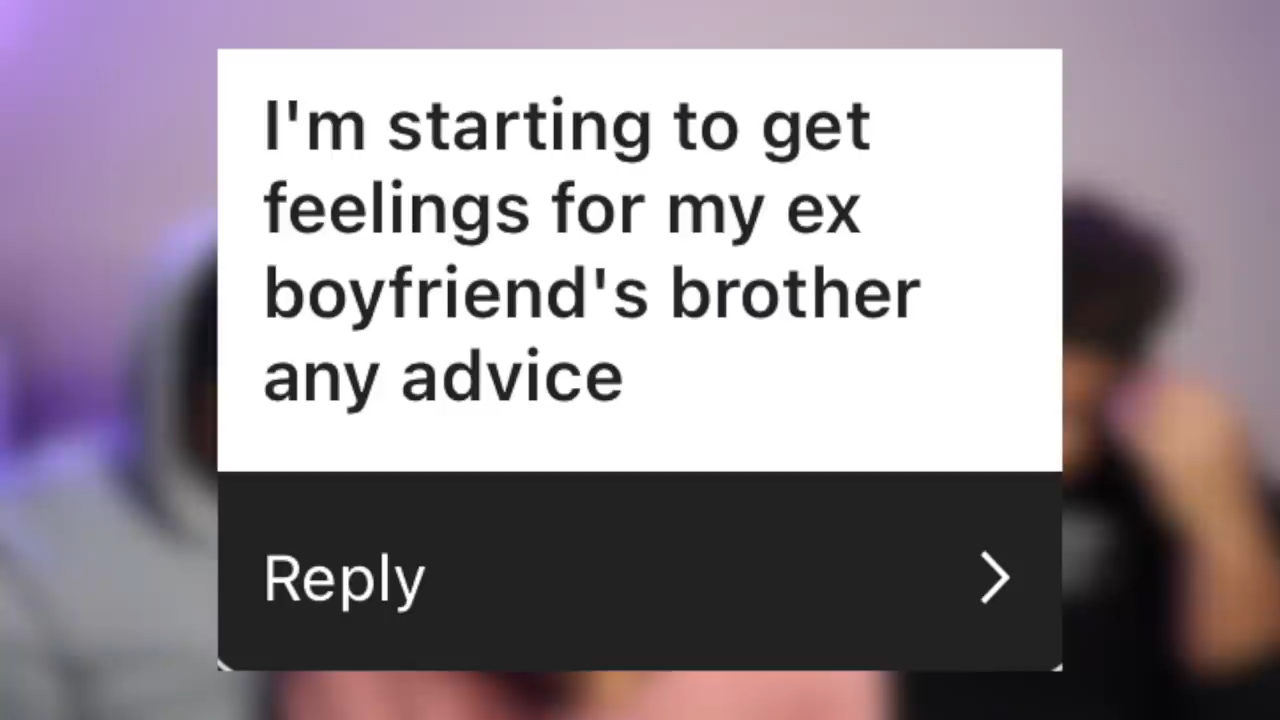 I'm starting to get
feelings for my ex
boyfriend's brother
any advice
Reply